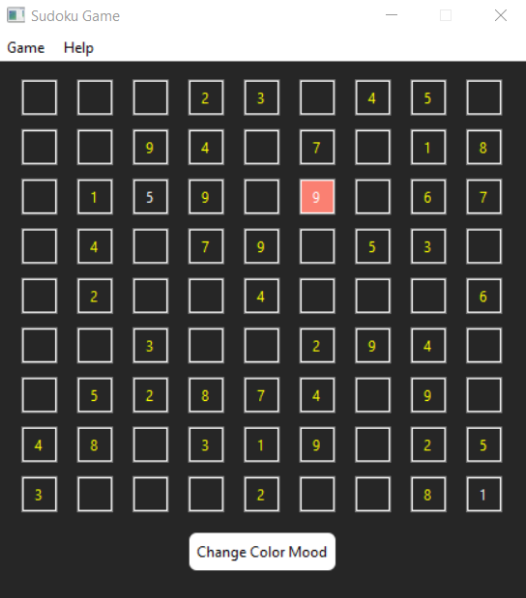 Sudoku Game
Game Help
2 3 4 5
9 4 7 1 8
1 5 9 9 6 7
4 7 9 5 3
2 4 6
3 2 9 4
5 2 8 7 4 9
4 8 3 1 9 2 5
3 2 8 1
Change Color Mood